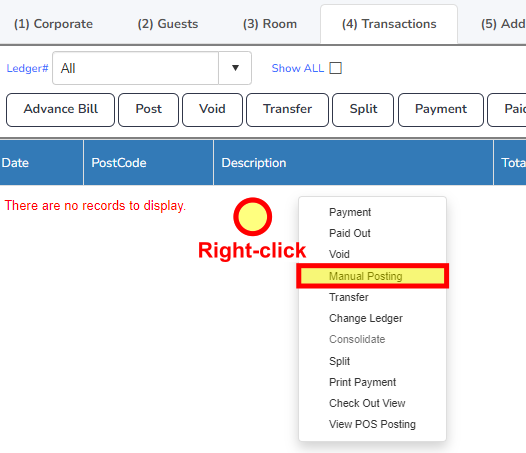 (1) Corporate (2) Guests (3) Room (4) Transactions (5) Add
Ledger# All Show ALL
Advance Bill Post Void Transfer Split Payment Paid
Date PostCode Description Tota
There are no records to display.
Right-click
Payment
Paid Out
Void
Manual Posting
Transfer
Change Ledger
Consolidate
Split
Print Payment
Check Out View
View POS Posting